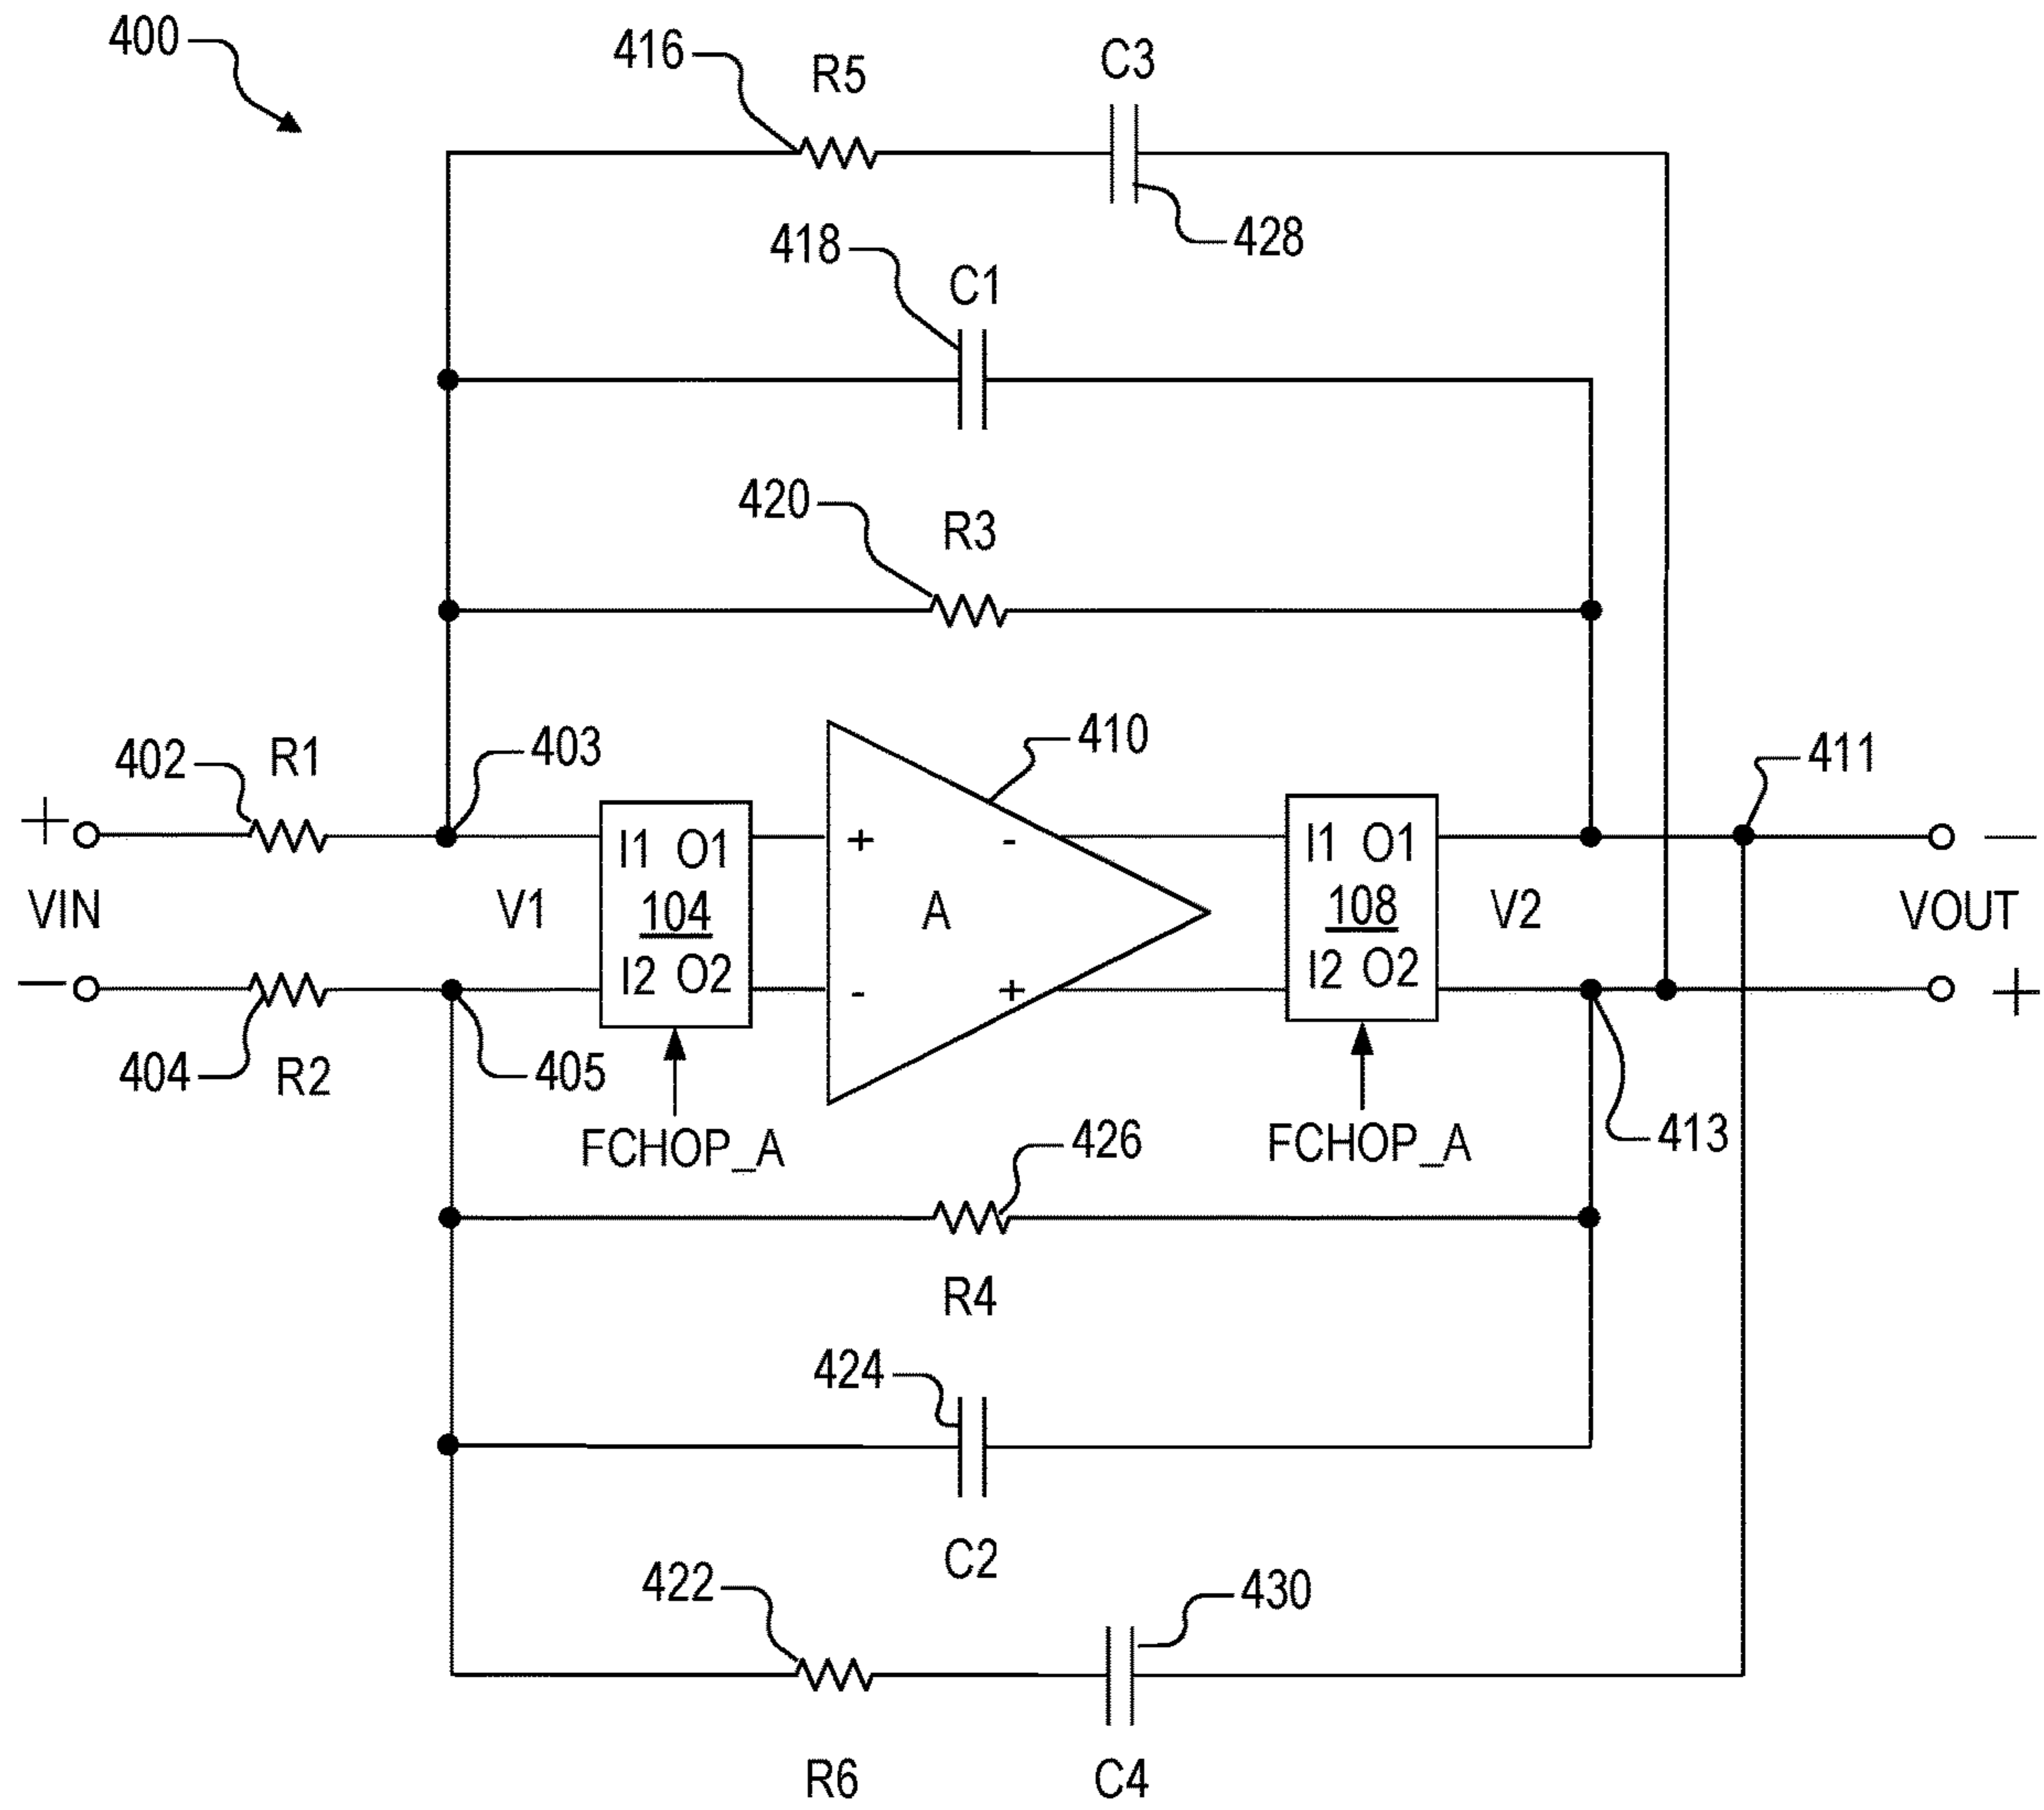 400
416 R5 C3
428
418 C1
420 R3
402 R1 403 410 411
+ I1 O1 + - I1 O1 —
VIN V1 104 A 108 V2 VOUT
— I2 O2 - + I2 O2 +
404 R2 405 413
FCHOP_A 426 FCHOP_A
R4
424
C2
422 430
R6 C4